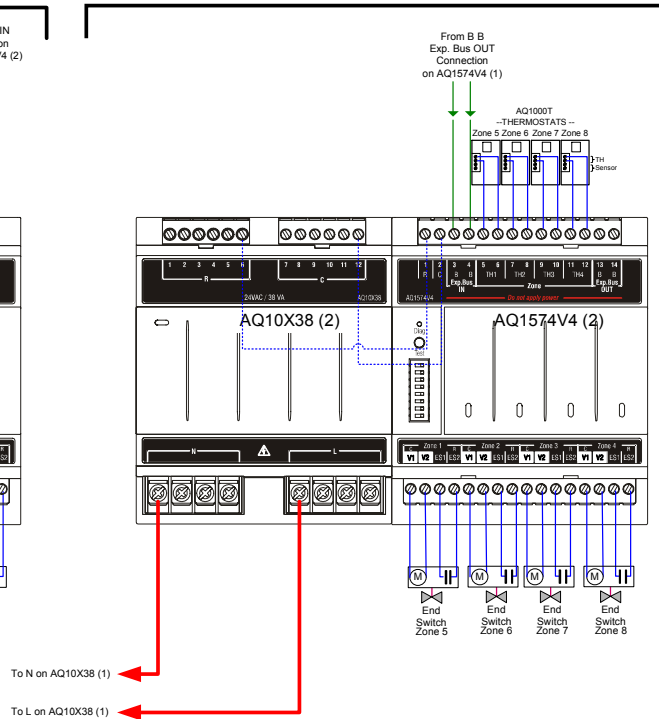 IN
on
V4 (2)
From B B
Exp. Bus OUT
Connection
on AQ1574V4 (1)
AQ1000T
--THERMOSTATS --
Zone 5 Zone 6 Zone 7 Zone 8
TH
Sensor
1 2 3 4 5 6 7 8 9 10 11 12
R C
24VAC / 38 VA AQ10X38
1 2 3 4 5 6 7 8 9 10 11 12 13 14
R C B B TH1 TH2 TH3 TH4 B B
Exp.Bus IN Zone Exp.Bus OUT
AQ1574V4 Do not apply power
AQ10X38 (2) AQ1574V4 (2)
Diag
Test
N L
Zone 1 Zone 2 Zone 3 Zone 4
C R C R C R C R
V1 V2 ES1 ES2 V1 V2 ES1 ES2 V1 V2 ES1 ES2 V1 V2 ES1 ES2
R
ES2
M M M M
End End End End
Switch Switch Switch Switch
Zone 5 Zone 6 Zone 7 Zone 8
To N on AQ10X38 (1)
To L on AQ10X38 (1)